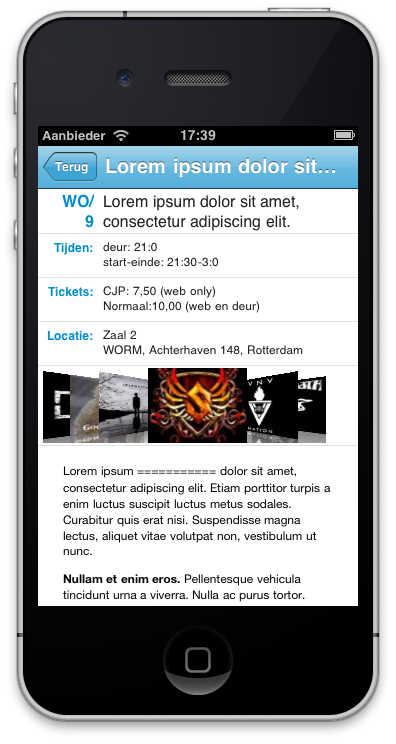 Aanbieder 17:39
Terug Lorem ipsum dolor sit...
WO/ Lorem ipsum dolor sit amet,
9 consectetur adipiscing elit.
Tijden: deur: 21:0
start-einde: 21:30-3:0
Tickets: CJP: 7,50 (web only)
Normaal:10,00 (web en deur)
Locatie: Zaal 2
WORM, Achterhaven 148, Rotterdam
VNV
NATION
Lorem ipsum =========== dolor sit amet,
consectetur adipiscing elit. Etiam porttitor turpis a
enim luctus suscipit luctus metus sodales.
Curabitur quis erat nisi. Suspendisse magna
lectus, aliquet vitae volutpat non, vestibulum ut
nunc.
Nullam et enim eros. Pellentesque vehicula
tincidunt urna a viverra. Nulla ac purus tortor.